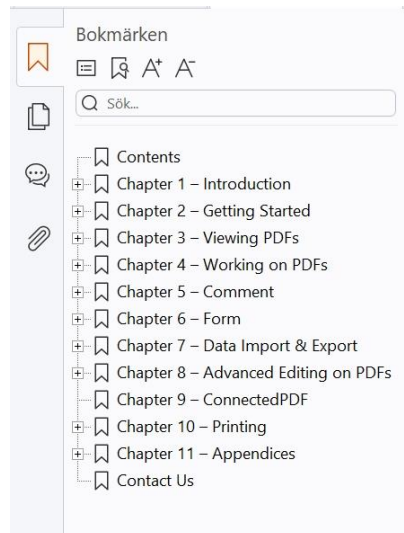 Bokmärken
A+ A-
Sök...
Contents
Chapter 1 – Introduction
Chapter 2 – Getting Started
Chapter 3 – Viewing PDFs
Chapter 4 – Working on PDFs
Chapter 5 – Comment
Chapter 6 – Form
Chapter 7 – Data Import & Export
Chapter 8 – Advanced Editing on PDFs
Chapter 9 – ConnectedPDF
Chapter 10 – Printing
Chapter 11 – Appendices
Contact Us